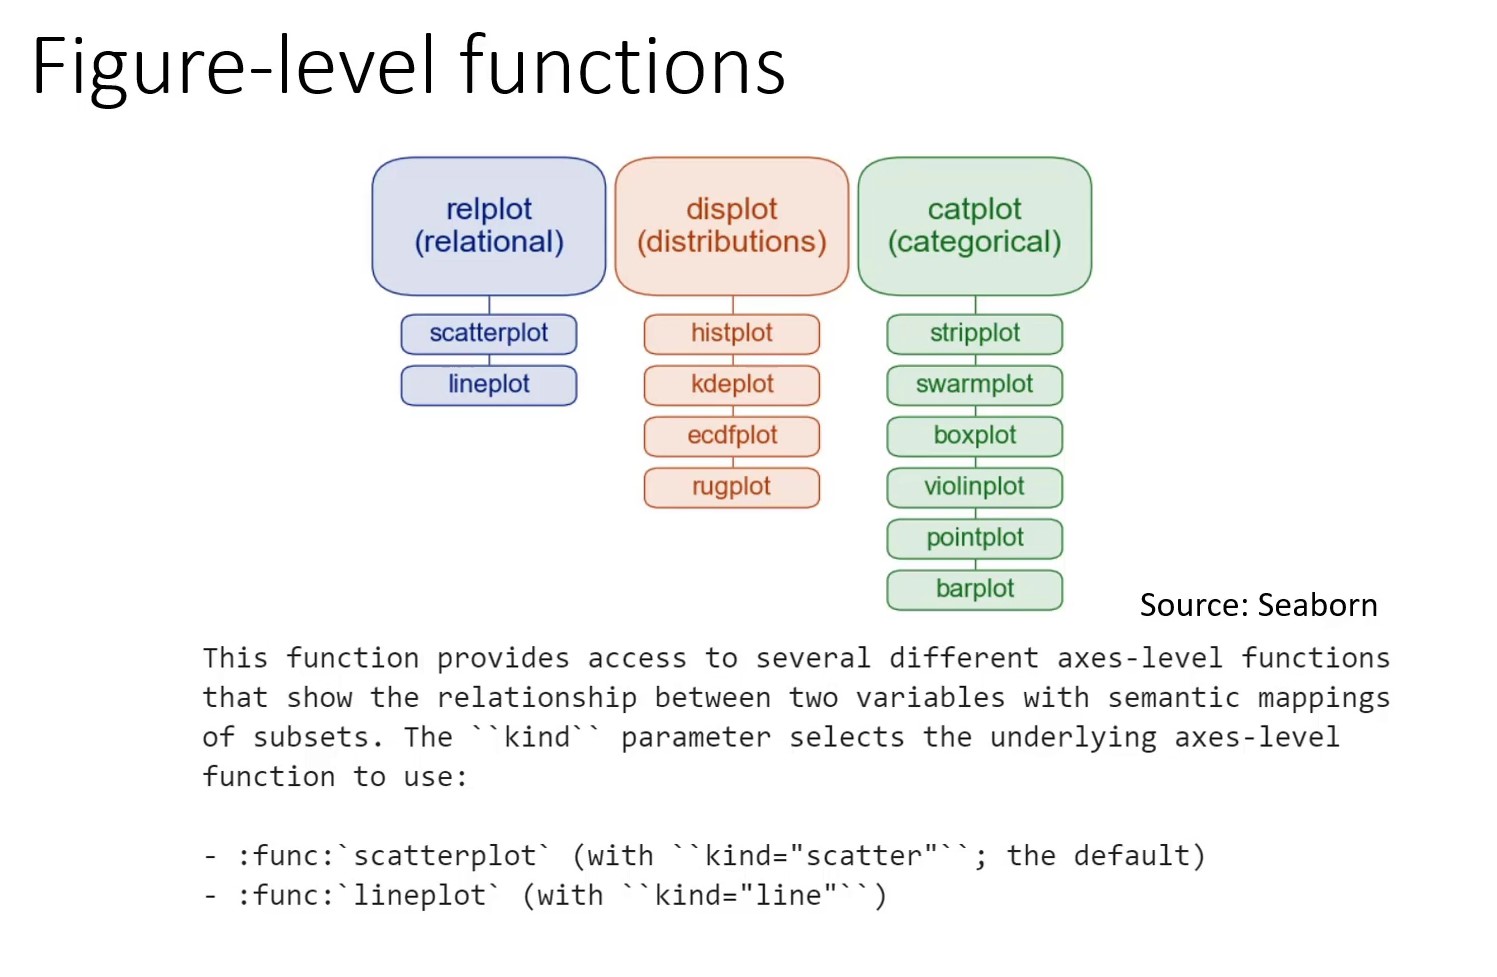 Figure-level functions
relplot
(relational)
scatterplot
lineplot
displot
(distributions)
histplot
kdeplot
ecdfplot
rugplot
catplot
(categorical)
stripplot
swarmplot
boxplot
violinplot
pointplot
barplot
Source: Seaborn
This function provides access to several different axes-level functions
that show the relationship between two variables with semantic mappings
of subsets. The ``kind`` parameter selects the underlying axes-level
function to use:
- :func:`scatterplot` (with ``kind="scatter"``; the default)
- :func:`lineplot` (with ``kind="line"``)